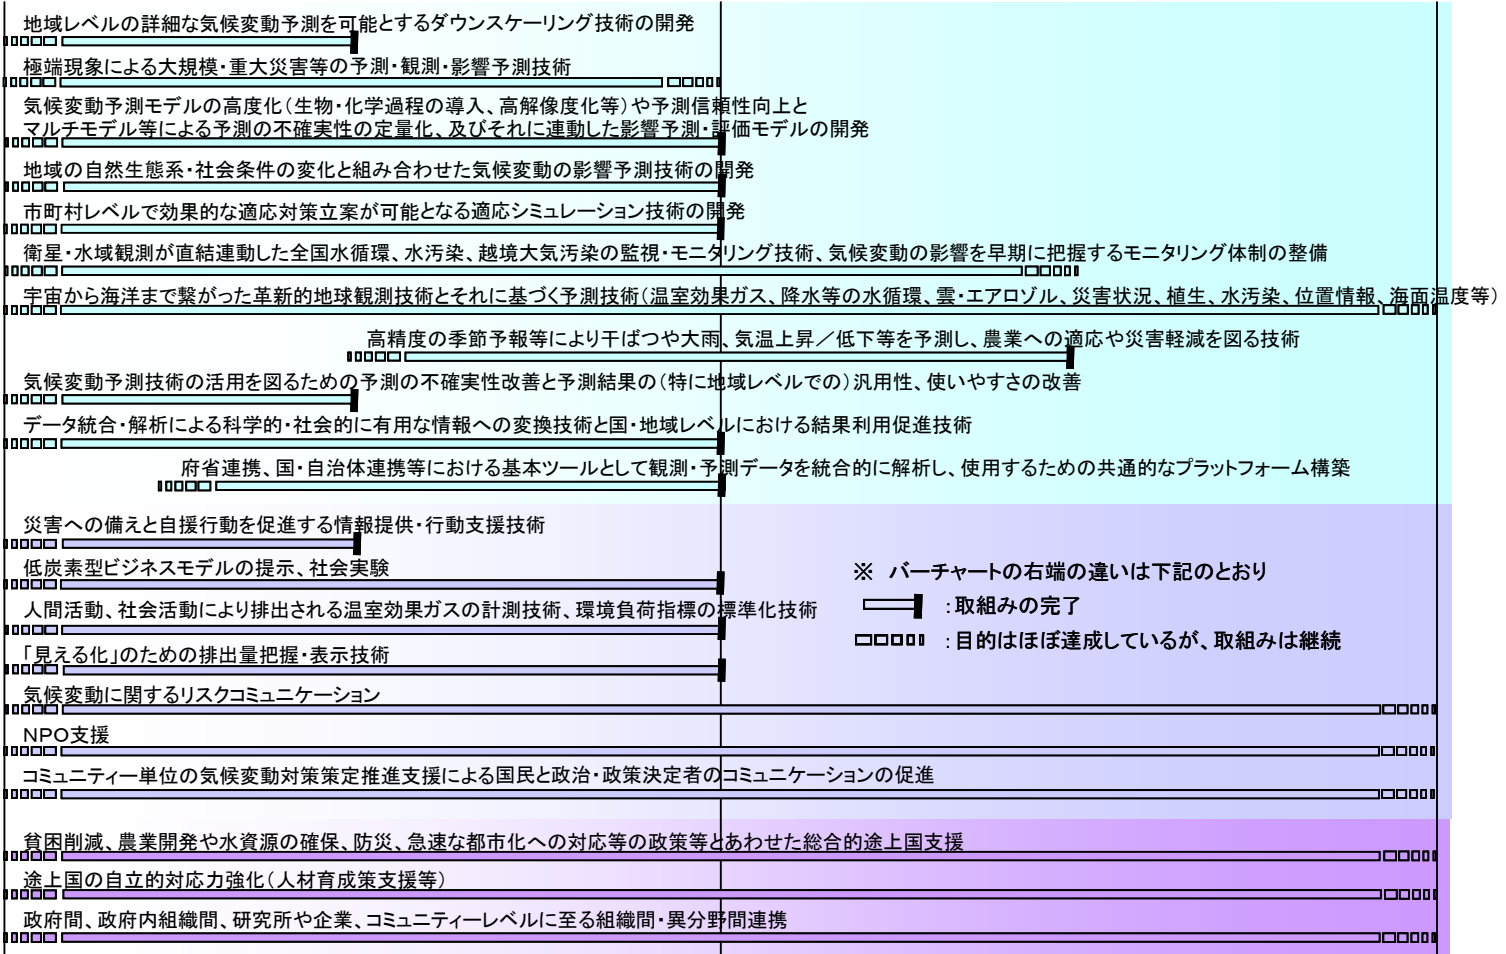 地域レベルの詳細な気候変動予測を可能とするダウンスケーリング技術の開発
極端現象による大規模・重大災害等の予測・観測・影響予測技術
気候変動予測モデルの高度化（生物・化学過程の導入、高解像度化等）や予測信頼性向上と
マルチモデル等による予測の不確実性の定量化、及びそれに連動した影響予測・評価モデルの開発
地域の自然生態系・社会条件の変化と組み合わせた気候変動の影響予測技術の開発
市町村レベルで効果的な適応対策立案が可能となる適応シミュレーション技術の開発
衛星・水域観測が直結連動した全国水循環、水汚染、越境大気汚染の監視・モニタリング技術、気候変動の影響を早期に把握するモニタリング体制の整備
宇宙から海洋まで繋がった革新的地球観測技術とそれに基づく予測技術（温室効果ガス、降水等の水循環、雲・エアロゾル、災害状況、植生、水汚染、位置情報、海面温度等）
高精度の季節予報等により干ばつや大雨、気温上昇／低下等を予測し、農業への適応や災害軽減を図る技術
気候変動予測技術の活用を図るための予測の不確実性改善と予測結果の（特に地域レベルでの）汎用性、使いやすさの改善
データ統合・解析による科学的・社会的に有用な情報への変換技術と国・地域レベルにおける結果利用促進技術
府省連携、国・自治体連携等における基本ツールとして観測・予測データを統合的に解析し、使用するための共通的なプラットフォーム構築
災害への備えと自援行動を促進する情報提供・行動支援技術
低炭素型ビジネスモデルの提示、社会実験
※ バーチャートの右端の違いは下記のとおり
：取組みの完了
：目的はほぼ達成しているが、取組みは継続
人間活動、社会活動により排出される温室効果ガスの計測技術、環境負荷指標の標準化技術
「見える化」のための排出量把握・表示技術
気候変動に関するリスクコミュニケーション
NPO支援
コミュニティー単位の気候変動対策策定推進支援による国民と政治・政策決定者のコミュニケーションの促進
貧困削減、農業開発や水資源の確保、防災、急速な都市化への対応等の政策等とあわせた総合的途上国支援
途上国の自立的対応力強化（人材育成策支援等）
政府間、政府内組織間、研究所や企業、コミュニティーレベルに至る組織間・異分野間連携